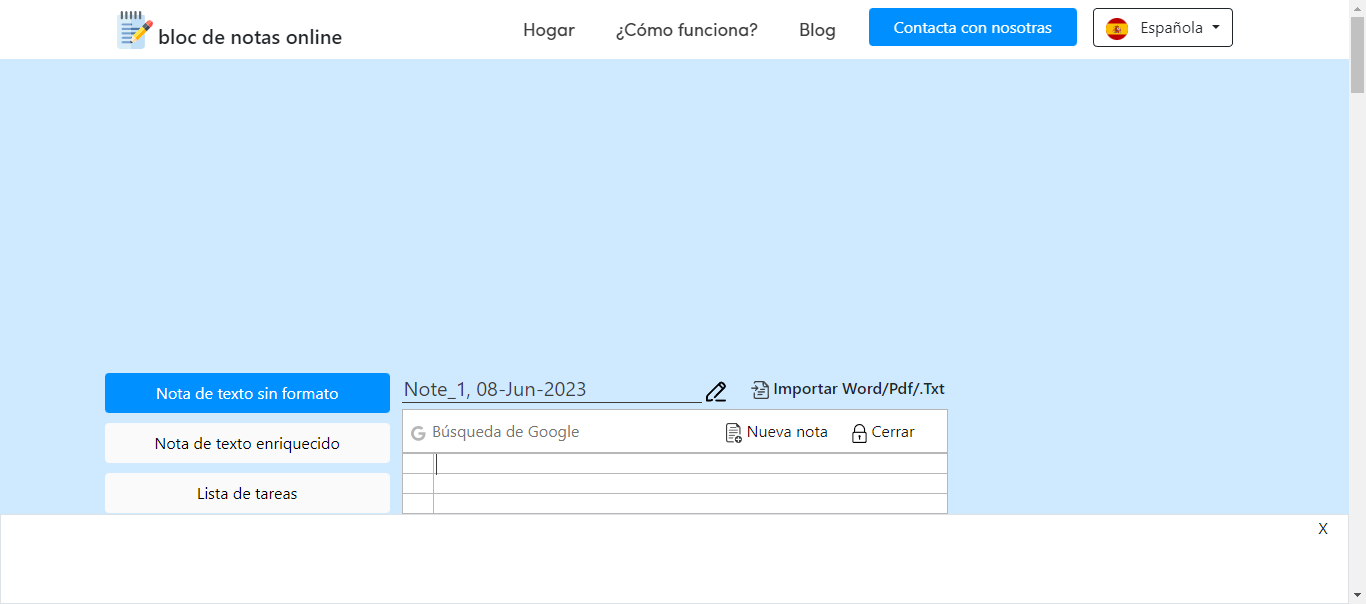 bloc de notas online
Hogar
¿Cómo funciona?
Blog
Contacta con nosotras
Española
Nota de texto sin formato
Note_1, 08-Jun-2023
Importar Word/Pdf/.Txt
Búsqueda de Google
Nueva nota
Cerrar
Nota de texto enriquecido
Lista de tareas
X